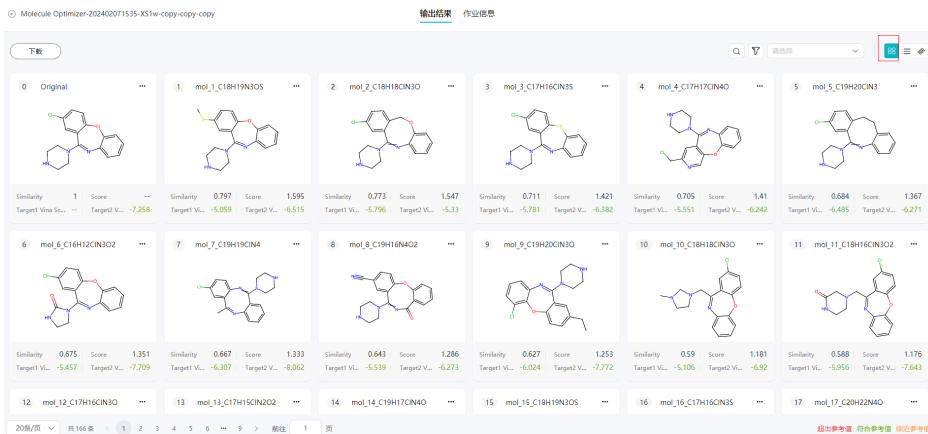 Molecule Optimizer-202402071535-XS1w-copy-copy-copy
输出结果 作业信息
下载
请选择
0 Original ···
1 mol_1_C18H19N3OS ···
2 mol_2_C18H18ClN3O ···
3 mol_3_C17H16ClN3S ···
4 mol_4_C17H17ClN4O ···
5 mol_5_C19H20ClN3 ···
Similarity 1 Score --
Target1 Vina Sc... -- Target2 V... -7.258
Similarity 0.797 Score 1.595
Target1 Vi... -5.059 Target2 V... -6.515
Similarity 0.773 Score 1.547
Target1 Vi... -5.796 Target2 Vi... -5.33
Similarity 0.711 Score 1.421
Target1 Vi... -5.781 Target2 V... -6.382
Similarity 0.705 Score 1.41
Target1 Vi... -5.551 Target2 V... -6.242
Similarity 0.684 Score 1.367
Target1 Vi... -6.485 Target2 V... -6.271
6 mol_6_C16H12ClN3O2 ···
7 mol_7_C19H19ClN4 ···
8 mol_8_C19H16N4O2 ···
9 mol_9_C19H20ClN3O ···
10 mol_10_C18H18ClN3O ···
11 mol_11_C18H16ClN3O2 ···
Similarity 0.675 Score 1.351
Target1 Vi... -5.457 Target2 V... -7.709
Similarity 0.667 Score 1.333
Target1 Vi... -6.307 Target2 V... -8.062
Similarity 0.643 Score 1.286
Target1 Vi... -5.539 Target2 V... -6.273
Similarity 0.627 Score 1.253
Target1 Vi... -6.024 Target2 V... -7.772
Similarity 0.59 Score 1.181
Target1 Vi... -5.106 Target2 Vi... -6.92
Similarity 0.588 Score 1.176
Target1 Vi... -5.956 Target2 V... -7.643
12 mol_12_C17H16ClN3O ···
13 mol_13_C17H15ClN2O2 ···
14 mol_14_C19H17ClN4O ···
15 mol_15_C18H19N3OS ···
16 mol_16_C17H16ClN3S ···
17 mol_17_C20H22N4O ···
20条/页 共 166 条 < 1 2 3 4 5 6 ··· 9 > 前往 1 页
超出参考值 符合参考值 临近参考值